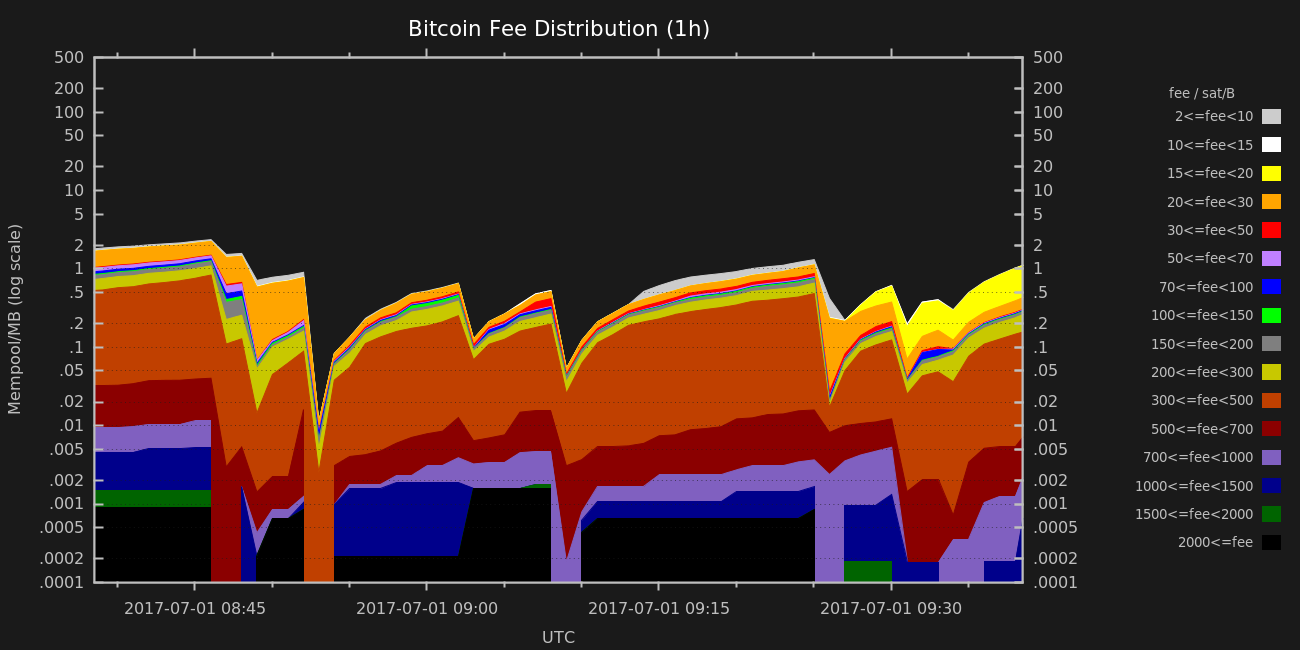 Bitcoin Fee Distribution (1h)
500 500
200 200
100 100
50 50
20 20
10 10
5 5
2 2
1 1
.5 .5
.2 .2
.1 .1
.05 .05
.02 .02
.01 .01
.005 .005
.002 .002
.001 .001
.0005 .0005
.0002 .0002
.0001 .0001
Mempool/MB (log scale)
2017-07-01 08:45 2017-07-01 09:00 2017-07-01 09:15 2017-07-01 09:30
UTC
fee / sat/B
2<=fee<10
10<=fee<15
15<=fee<20
20<=fee<30
30<=fee<50
50<=fee<70
70<=fee<100
100<=fee<150
150<=fee<200
200<=fee<300
300<=fee<500
500<=fee<700
700<=fee<1000
1000<=fee<1500
1500<=fee<2000
2000<=fee